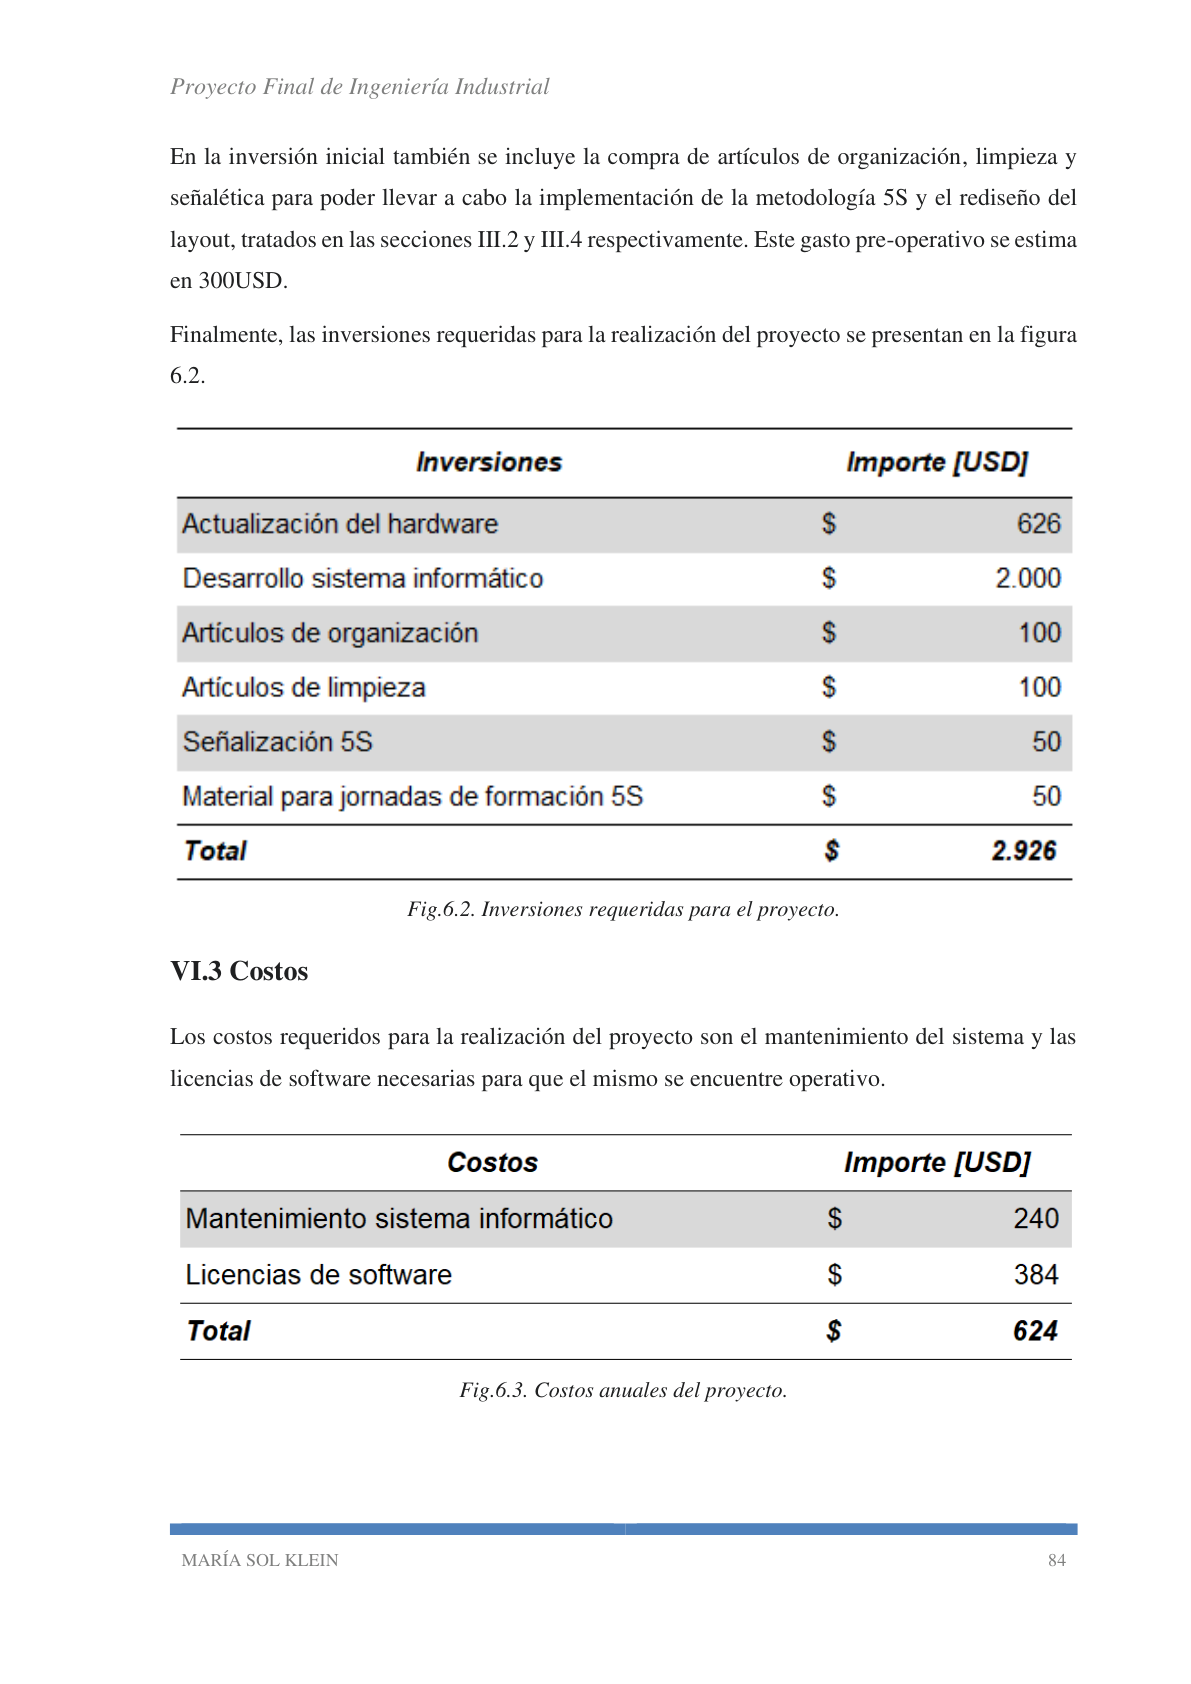 Proyecto Final de Ingeniería Industrial
En la inversión inicial también se incluye la compra de artículos de organización, limpieza y
señalética para poder llevar a cabo la implementación de la metodología 5S y el rediseño del
layout, tratados en las secciones III.2 y III.4 respectivamente. Este gasto pre-operativo se estima
en 300USD.
Finalmente, las inversiones requeridas para la realización del proyecto se presentan en la figura
6.2.
Inversiones Importe [USD]
Actualización del hardware $ 626
Desarrollo sistema informático $ 2.000
Artículos de organización $ 100
Artículos de limpieza $ 100
Señalización 5S $ 50
Material para jornadas de formación 5S $ 50
Total $ 2.926
Fig.6.2. Inversiones requeridas para el proyecto.
VI.3 Costos
Los costos requeridos para la realización del proyecto son el mantenimiento del sistema y las
licencias de software necesarias para que el mismo se encuentre operativo.
Costos Importe [USD]
Mantenimiento sistema informático $ 240
Licencias de software $ 384
Total $ 624
Fig.6.3. Costos anuales del proyecto.
MARÍA SOL KLEIN 84